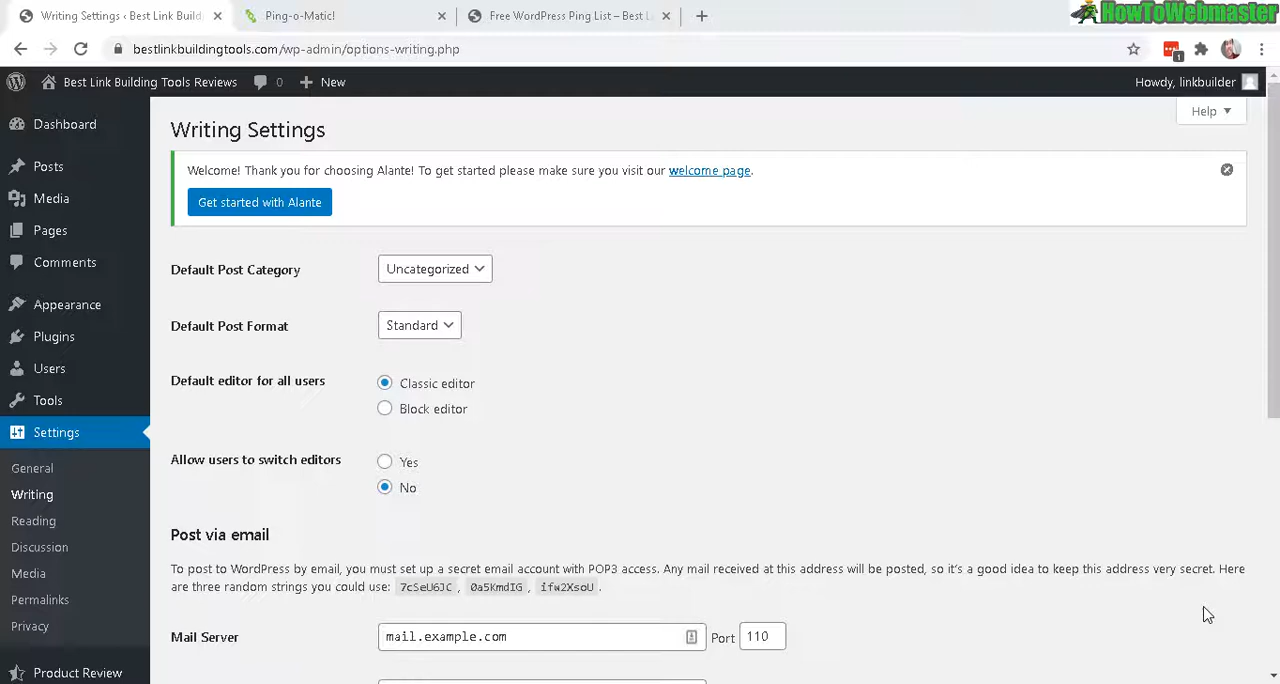 Writing Settings ‹ Best Link Build
Ping-o-Matic!
Free WordPress Ping List – Best L
HowToWebmaster
bestlinkbuildingtools.com/wp-admin/options-writing.php
1
Best Link Building Tools Reviews
0
New
Howdy, linkbuilder
Dashboard
Posts
Media
Pages
Comments
Appearance
Plugins
Users
Tools
Settings
General
Writing
Reading
Discussion
Media
Permalinks
Privacy
Product Review
Help
Writing Settings
Welcome! Thank you for choosing Alante! To get started please make sure you visit our welcome page.
Get started with Alante
Default Post Category
Uncategorized
Default Post Format
Standard
Default editor for all users
Classic editor
Block editor
Allow users to switch editors
Yes
No
Post via email
To post to WordPress by email, you must set up a secret email account with POP3 access. Any mail received at this address will be posted, so it's a good idea to keep this address very secret. Here
are three random strings you could use: 7cSeU6JC , 0a5KmdIG , ifw2XsoU .
Mail Server
mail.example.com
Port 110